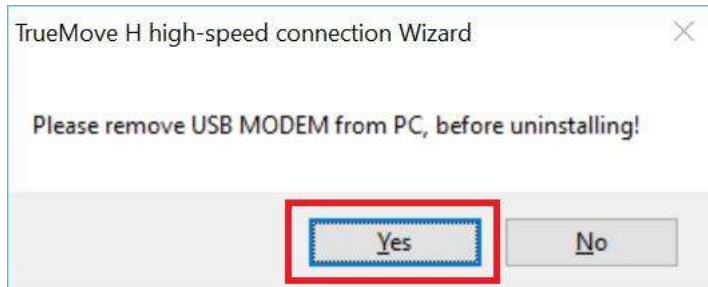 TrueMove H high-speed connection Wizard
Please remove USB MODEM from PC, before uninstalling!
Yes No